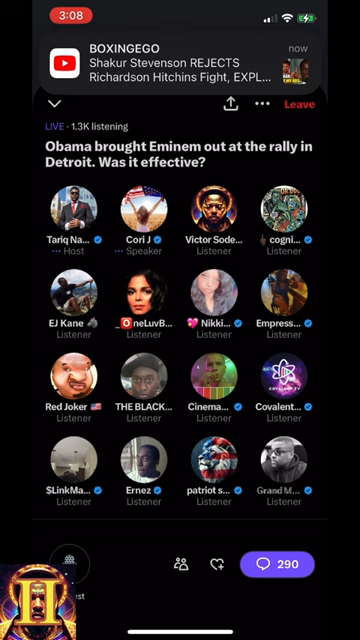 3:08
BOXINGEGO
now
Shakur Stevenson REJECTS
Richardson Hitchins Fight, EXPL...
Leave
LIVE · 1.3K listening
Obama brought Eminem out at the rally in
Detroit. Was it effective?
Tariq Na...
Cori J
Victor Sode...
cogni...
Host
Speaker
Listener
Listener
EJ Kane
_ OneLuvB...
Nikki...
Empress...
Listener
Listener
Listener
Listener
Red Joker
THE BLACK...
Cinema...
Covalent...
Listener
Listener
Listener
Listener
$LinkMa...
Ernez
patriot s...
Grand M...
Listener
Listener
Listener
Listener
290